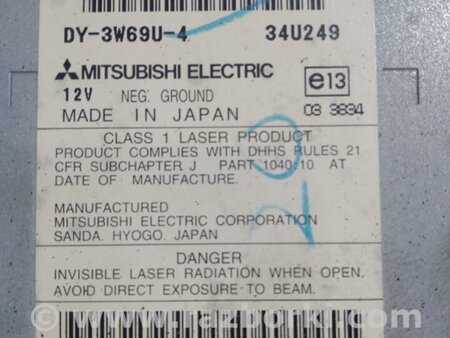 DY-3W69U-4 34U249
MITSUBISHI ELECTRIC e13
12V NEG. GROUND 03 3834
MADE IN JAPAN
CLASS 1 LASER PRODUCT
PRODUCT COMPLIES WITH DHHS RULES 21
CFR SUBCHAPTER J PART 1040.10 AT
DATE OF MANUFACTURE.
MANUFACTURED
MITSUBISHI ELECTRIC CORPORATION
SANDA. HYOGO. JAPAN
DANGER
INVISIBLE LASER RADIATION WHEN OPEN.
AVOID DIRECT EXPOSURE TO BEAM.
www.razborki.com